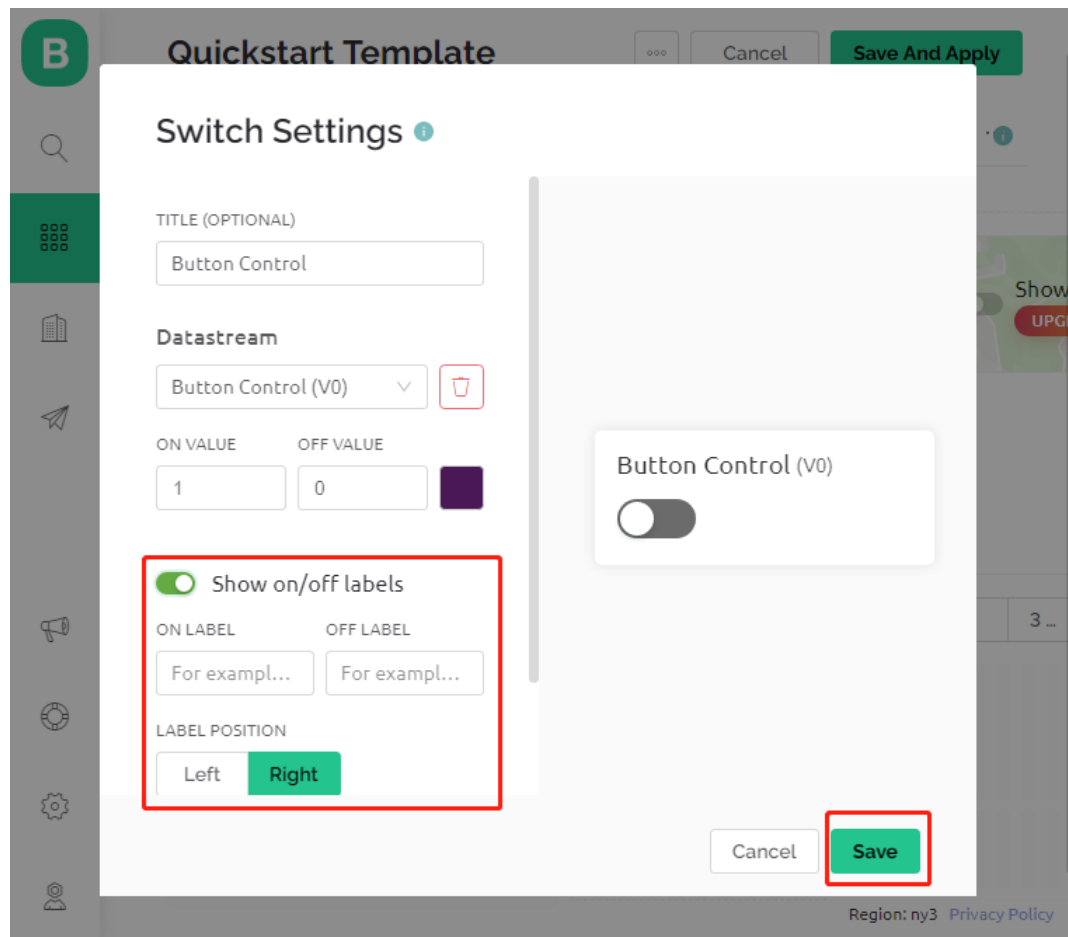 B
Quickstart Template
Cancel
Save And Apply
Switch Settings
TITLE (OPTIONAL)
Button Control
Datastream
Button Control (V0)
ON VALUE OFF VALUE
1 0
Show on/off labels
ON LABEL OFF LABEL
For exampl... For exampl...
LABEL POSITION
Left Right
Button Control (V0)
Show
UPG
3 ...
Cancel Save
Region: ny3 Privacy Policy